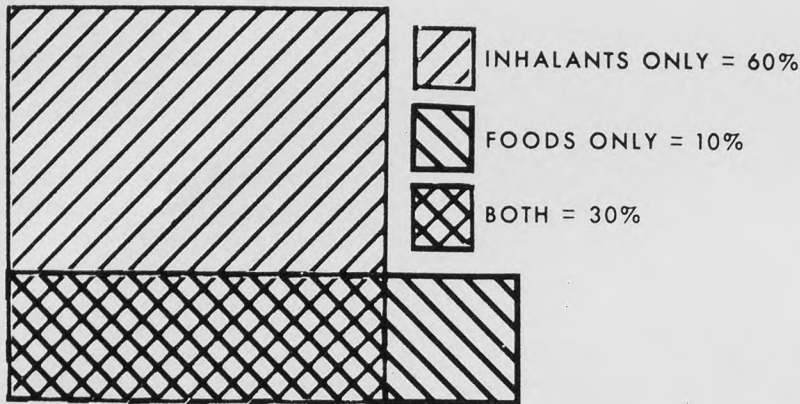 INHALANTS ONLY = 60%
FOODS ONLY = 10%
BOTH = 30%